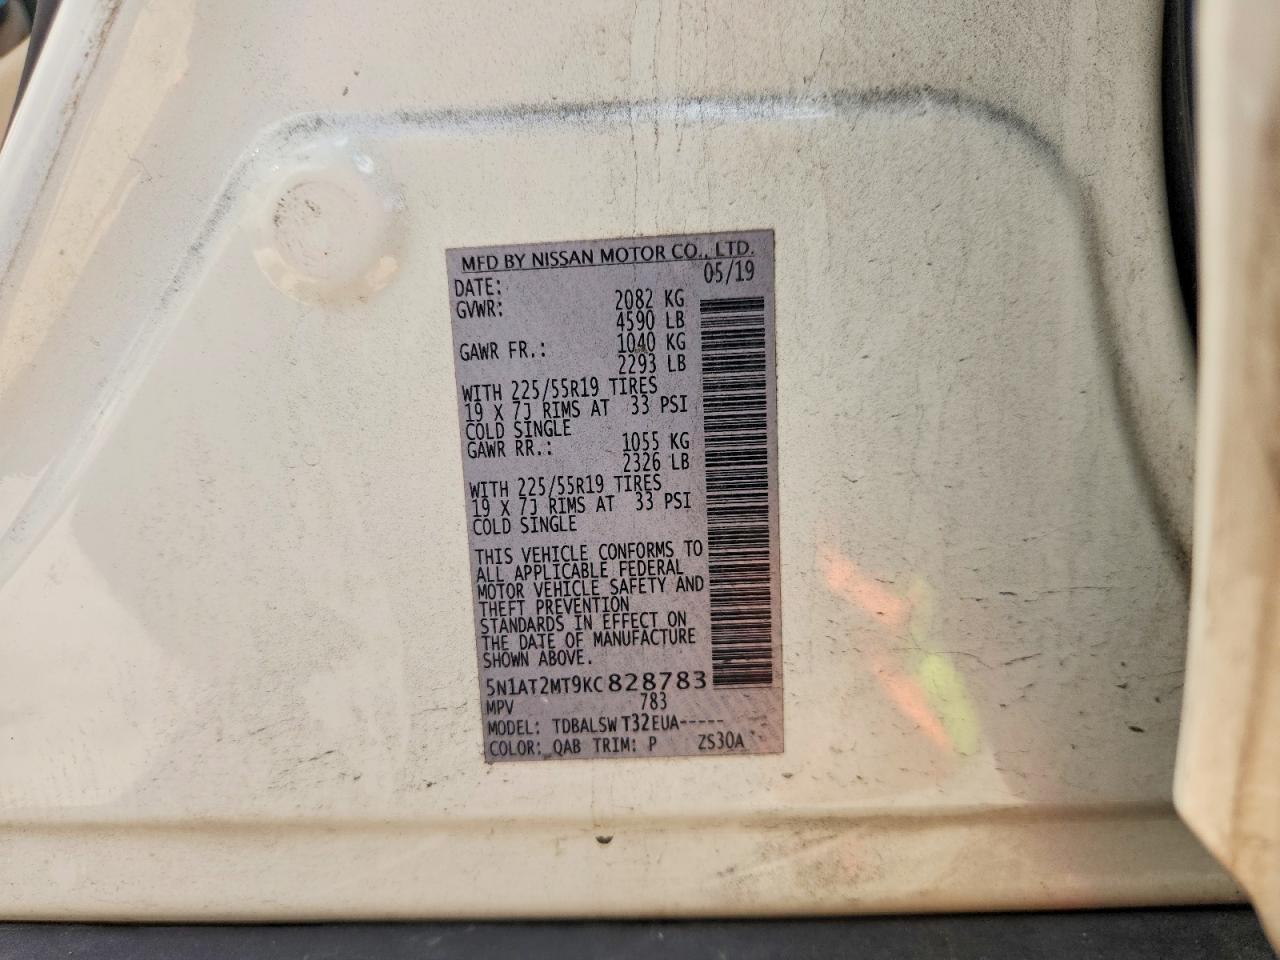 MFD BY NISSAN MOTOR CO., LTD.
DATE: 05/19
GVWR: 2082 KG
4590 LB
GAWR FR.: 1040 KG
2293 LB
WITH 225/55R19 TIRES
19 X 7J RIMS AT 33 PSI
COLD SINGLE
GAWR RR.: 1055 KG
2326 LB
WITH 225/55R19 TIRES
19 X 7J RIMS AT 33 PSI
COLD SINGLE
THIS VEHICLE CONFORMS TO
ALL APPLICABLE FEDERAL
MOTOR VEHICLE SAFETY AND
THEFT PREVENTION
STANDARDS IN EFFECT ON
THE DATE OF MANUFACTURE
SHOWN ABOVE.
5N1AT2MT9KC828783
MPV 783
MODEL: TDBALSWT32EUA-----
COLOR: QAB TRIM: P ZS30A